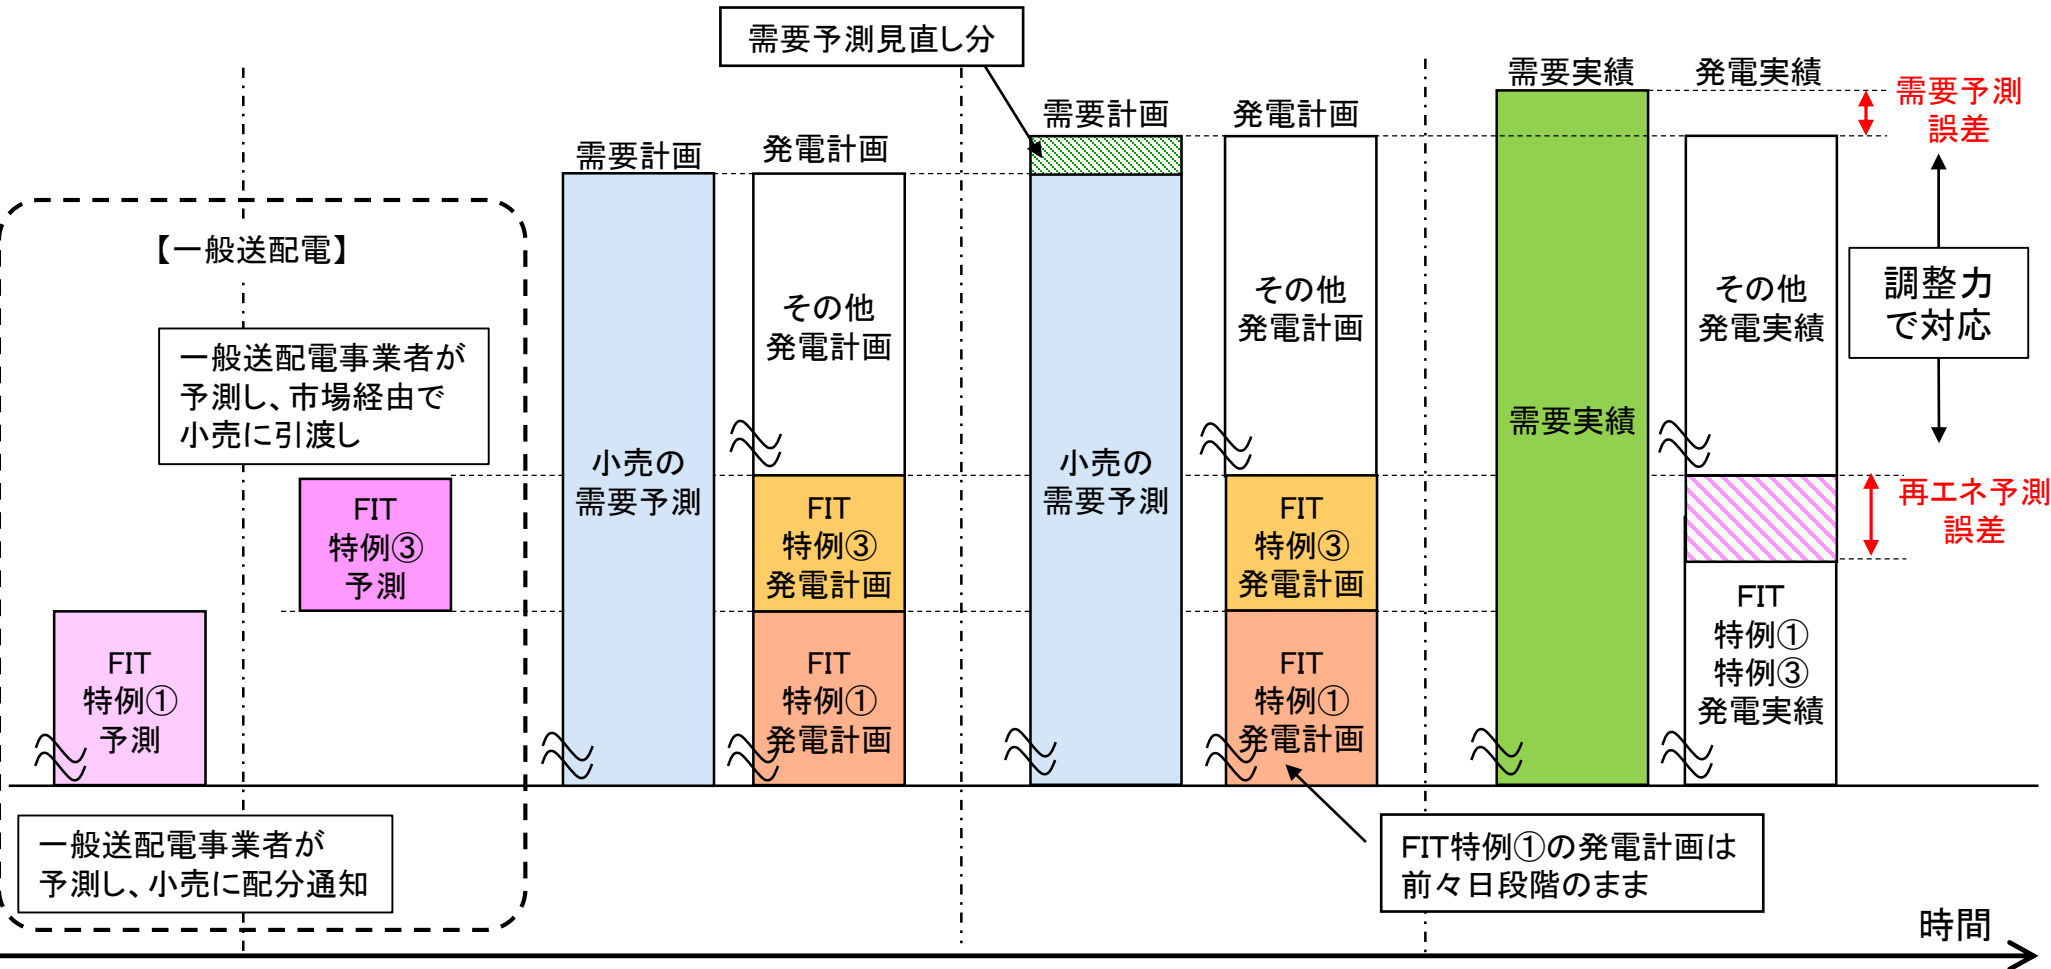 【一般送配電】
一般送配電事業者が
予測し、市場経由で
小売に引渡し
FIT
特例③
予測
FIT
特例①
予測
一般送配電事業者が
予測し、小売に配分通知
需要計画
小売の
需要予測
発電計画
その他
発電計画
FIT
特例③
発電計画
FIT
特例①
発電計画
需要予測見直し分
需要計画
小売の
需要予測
発電計画
その他
発電計画
FIT
特例③
発電計画
FIT
特例①
発電計画
FIT特例①の発電計画は
前々日段階のまま
需要実績
需要実績
発電実績
その他
発電実績
FIT
特例①
特例③
発電実績
需要予測
誤差
調整力
で対応
再エネ予測
誤差
時間